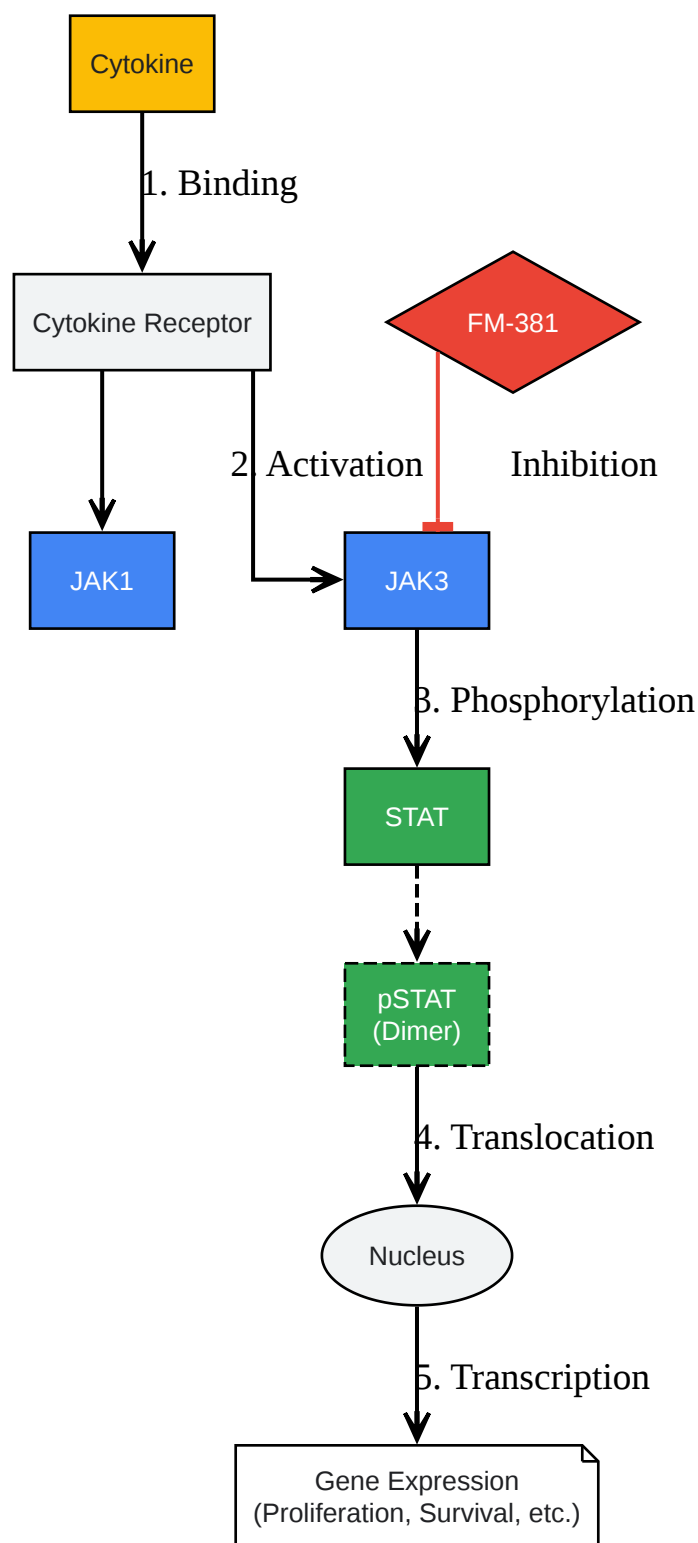 Cytokine
1. Binding
Cytokine Receptor
FM-381
2. Activation
Inhibition
JAK1
JAK3
3. Phosphorylation
STAT
pSTAT
(Dimer)
4. Translocation
Nucleus
5. Transcription
Gene Expression
(Proliferation, Survival, etc.)